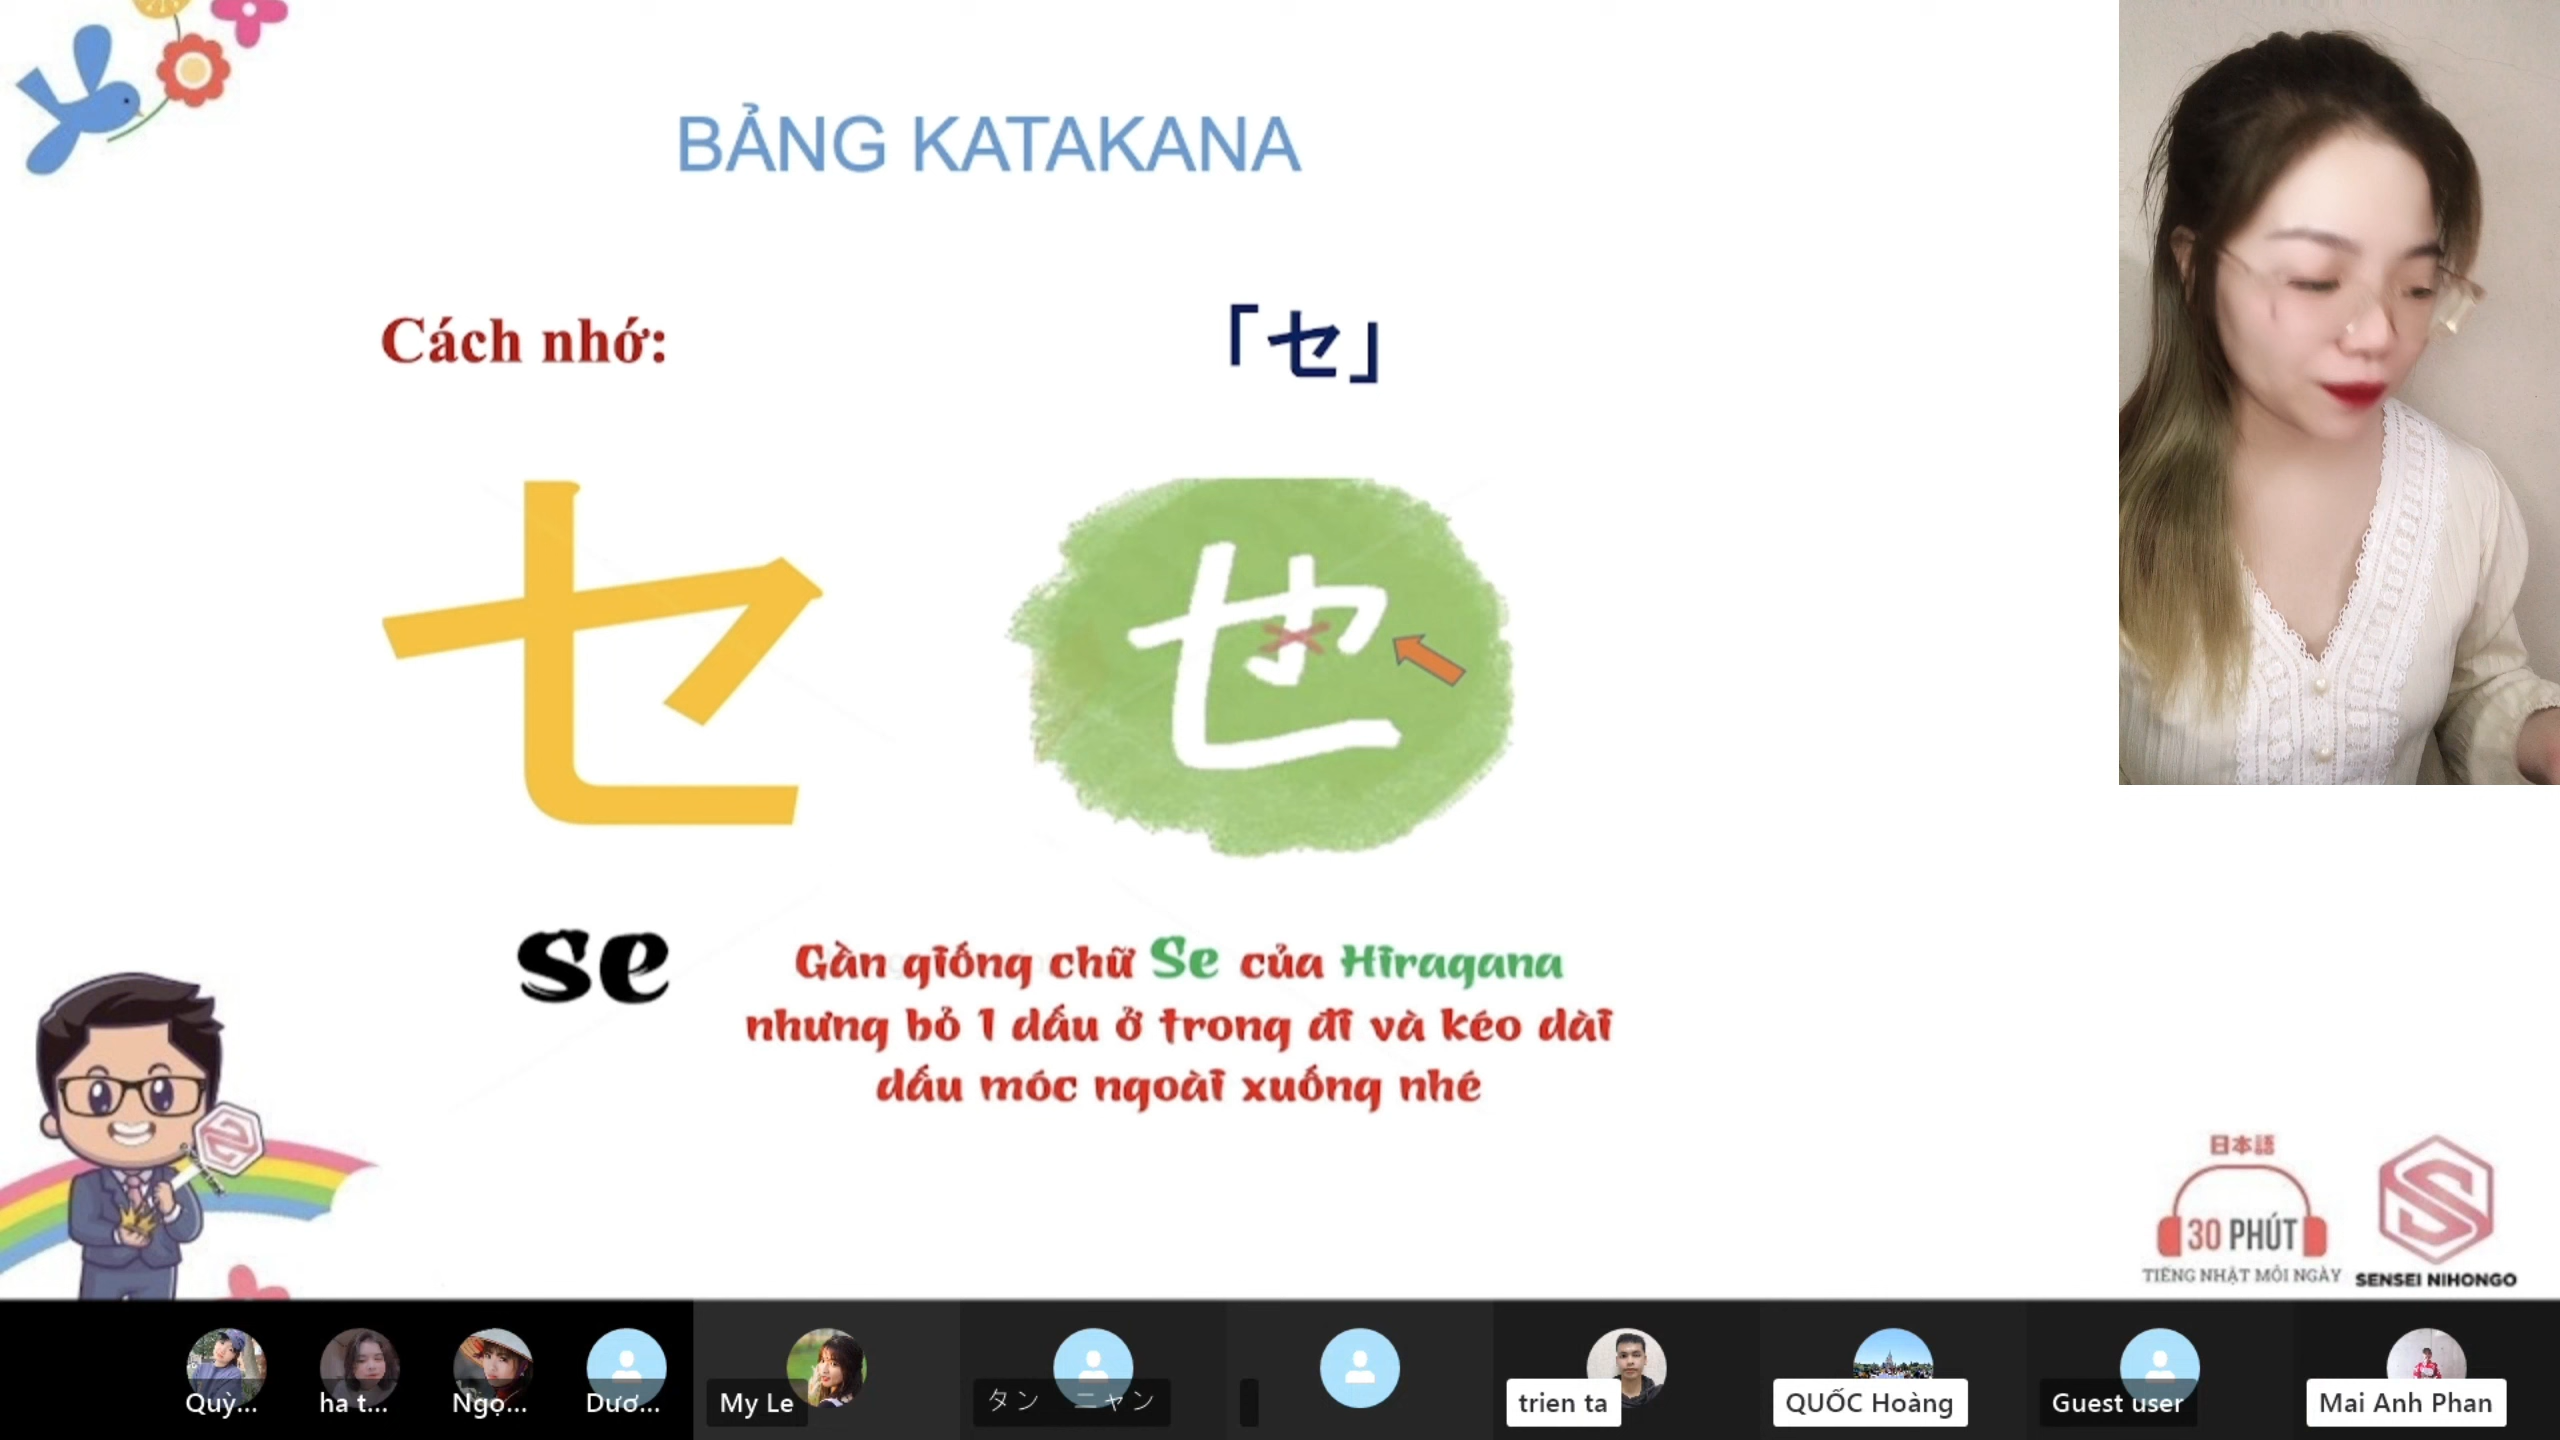 BẢNG KATAKANA
Cách nhớ:
「セ」
セ
せ
se
Gần giống chữ Se của Hiragana
nhưng bỏ 1 dấu ở trong đi và kéo dài
dấu móc ngoài xuống nhé
日本語
30 PHÚT
TIẾNG NHẬT MỖI NGÀY
SENSEI NIHONGO
Quỳ...
ha t...
Ngọ...
Dươ...
My Le
タン　ニャン
trien ta
QUỐC Hoàng
Guest user
Mai Anh Phan